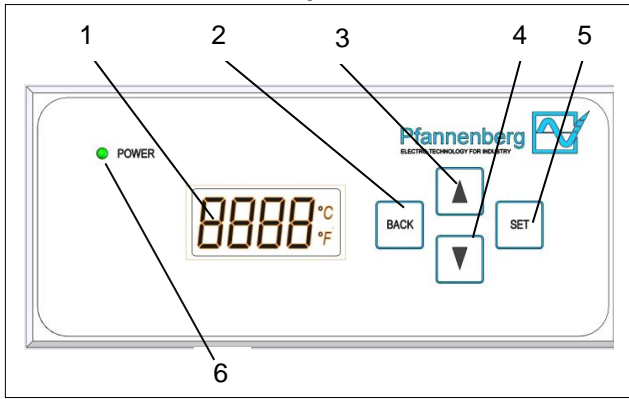 1 2 3 4 5
Pfannenberg
ELECTRO TECHNOLOGY FOR INDUSTRY
POWER
8888 °C
°F
BACK
SET
6